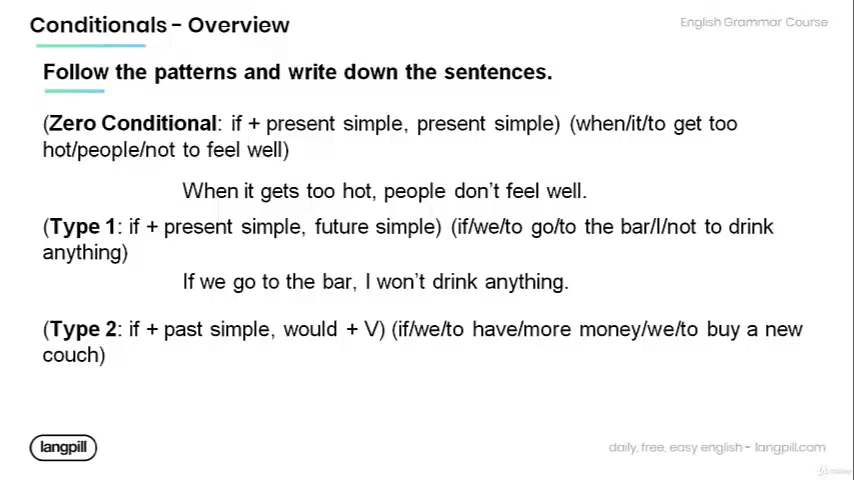 Conditionals - Overview
English Grammar Course
Follow the patterns and write down the sentences.
(Zero Conditional: if + present simple, present simple) (when/it/to get too
hot/people/not to feel well)
When it gets too hot, people don't feel well.
(Type 1: if + present simple, future simple) (if/we/to go/to the bar/I/not to drink
anything)
If we go to the bar, I won't drink anything.
(Type 2: if + past simple, would + V) (if/we/to have/more money/we/to buy a new
couch)
langpill
daily, free, easy english - langpill.com